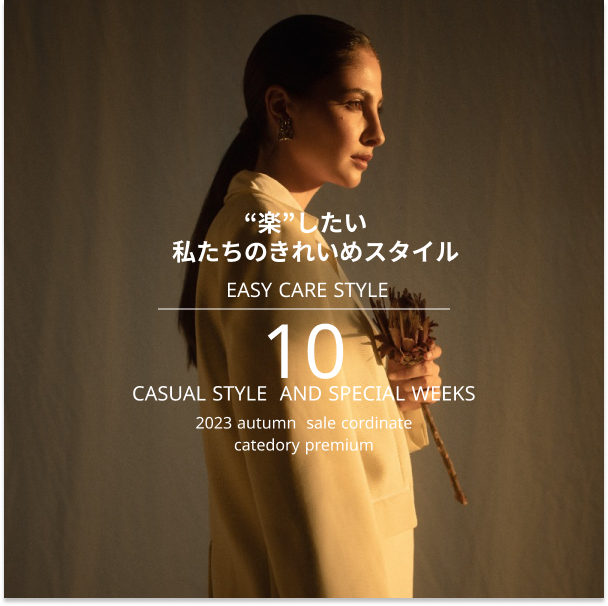 “楽”したい
私たちのきれいめスタイル
EASY CARE STYLE
10
CASUAL STYLE  AND SPECIAL WEEKS
2023 autumn  sale cordinate
catedory premium